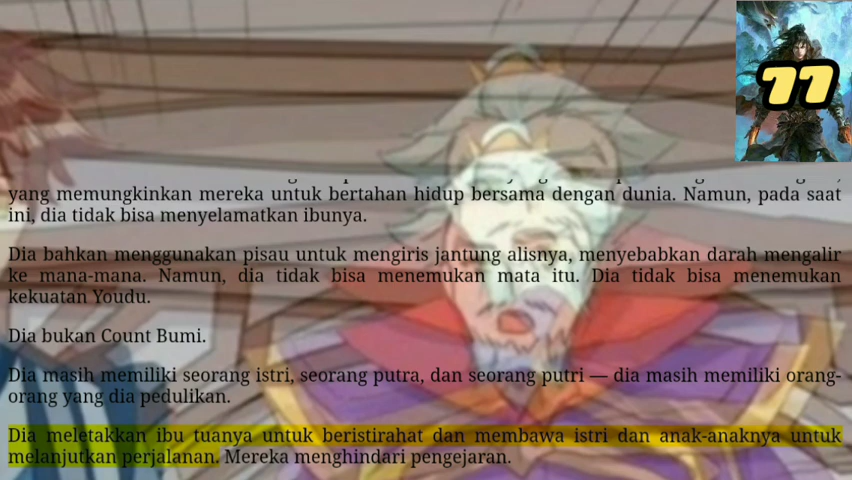 77
yang memungkinkan mereka untuk bertahan hidup bersama dengan dunia. Namun, pada saat
ini, dia tidak bisa menyelamatkan ibunya.
Dia bahkan menggunakan pisau untuk mengiris jantung alisnya, menyebabkan darah mengalir
ke mana-mana. Namun, dia tidak bisa menemukan mata itu. Dia tidak bisa menemukan
kekuatan Youdu.
Dia bukan Count Bumi.
Dia masih memiliki seorang istri, seorang putra, dan seorang putri — dia masih memiliki orang-
orang yang dia pedulikan.
Dia meletakkan ibu tuanya untuk beristirahat dan membawa istri dan anak-anaknya untuk
melanjutkan perjalanan. Mereka menghindari pengejaran.